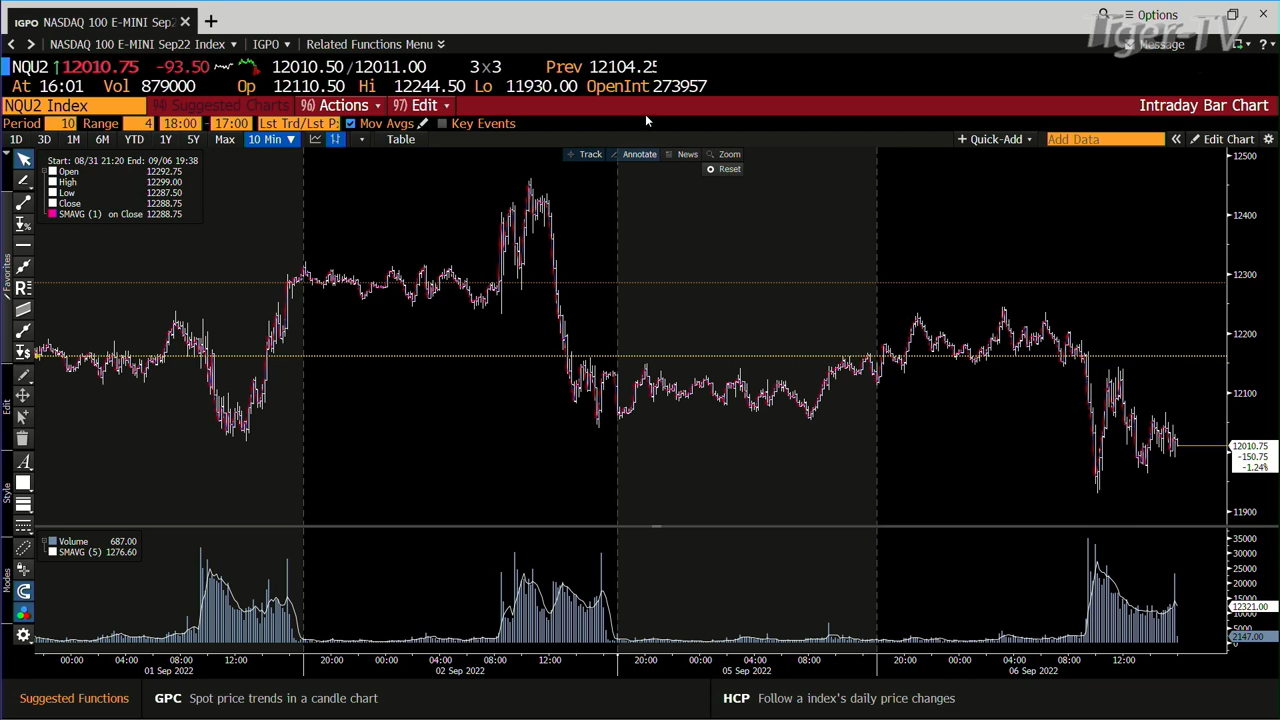 IGPO NASDAQ 100 E-MINI Sep2
Options
Tiger-TV
NASDAQ 100 E-MINI Sep22 Index IGPO Related Functions Menu Message
NQU2 12010.75 -93.50 12010.50/12011.00 3x3 Prev 12104.25
At 16:01 Vol 879000 Op 12110.50 Hi 12244.50 Lo 11930.00 OpenInt 273957
NQU2 Index 94) Suggested Charts 96) Actions 97) Edit Intraday Bar Chart
Period 10 Range 4 18:00 - 17:00 Lst Trd/Lst P Mov Avgs Key Events
1D 3D 1M 6M YTD 1Y 5Y Max 10 Min Table + Quick-Add Add Data Edit Chart
Track Annotate News Zoom
Reset
Start: 08/31 21:20 End: 09/06 19:38
Open 12292.75
High 12299.00
Low 12287.50
Close 12288.75
SMAVG (1) on Close 12288.75
Favorites
Edit
Style
Modes
12500
12400
12300
12200
12100
12010.75
-150.75
-1.24%
11900
Volume 687.00
SMAVG (5) 1276.60
35000
30000
25000
20000
15000
12321.00
5000
2147.00
0
00:00 04:00 08:00 12:00 20:00 00:00 04:00 08:00 12:00 20:00 00:00 04:00 08:00 20:00 00:00 04:00 08:00 12:00
01 Sep 2022 02 Sep 2022 05 Sep 2022 06 Sep 2022
Suggested Functions GPC Spot price trends in a candle chart HCP Follow a index's daily price changes